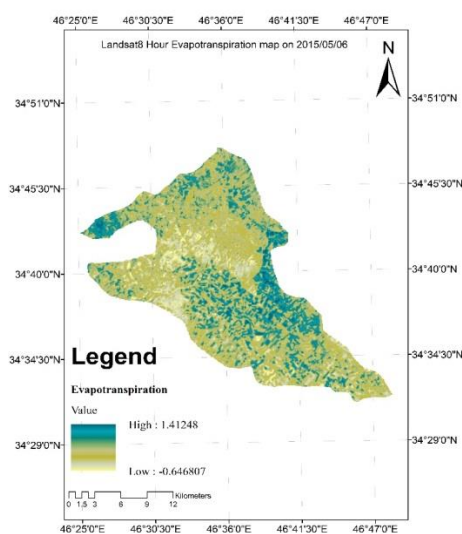 46°25'0"E 46°30'30"E 46°36'0"E 46°41'30"E 46°47'0"E
Landsat8 Hour Evapotranspiration map on 2015/05/06
N
34°51'0"N 34°51'0"N
34°45'30"N 34°45'30"N
34°40'0"N 34°40'0"N
34°34'30"N 34°34'30"N
Legend
Evapotranspiration
Value
High : 1.41248
34°29'0"N 34°29'0"N
Low : -0.646807
Kilometers
0 1.5 3 6 9 12
46°25'0"E 46°30'30"E 46°36'0"E 46°41'30"E 46°47'0"E